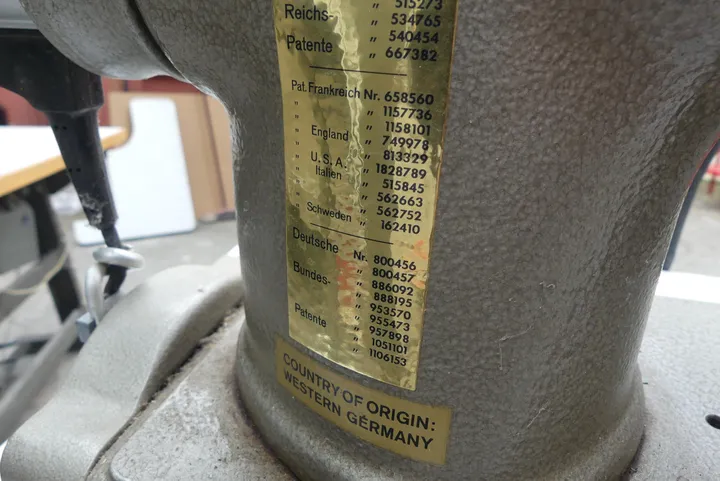 " 515273
Reichs- " 534765
" 540454
Patente " 667382
Pat. Frankreich Nr. 658560
" " " 1157736
" " " 1158101
" England " 749978
" " " 813329
" U.S.A. " 1828789
" Italien " 515845
" " " 562663
" " " 562752
" Schweden " 162410
Deutsche Nr. 800456
" 800457
Bundes- " 886092
" 888195
" 953570
Patente " 955473
" 957898
" 1051101
" 1106153
COUNTRY OF ORIGIN:
WESTERN GERMANY